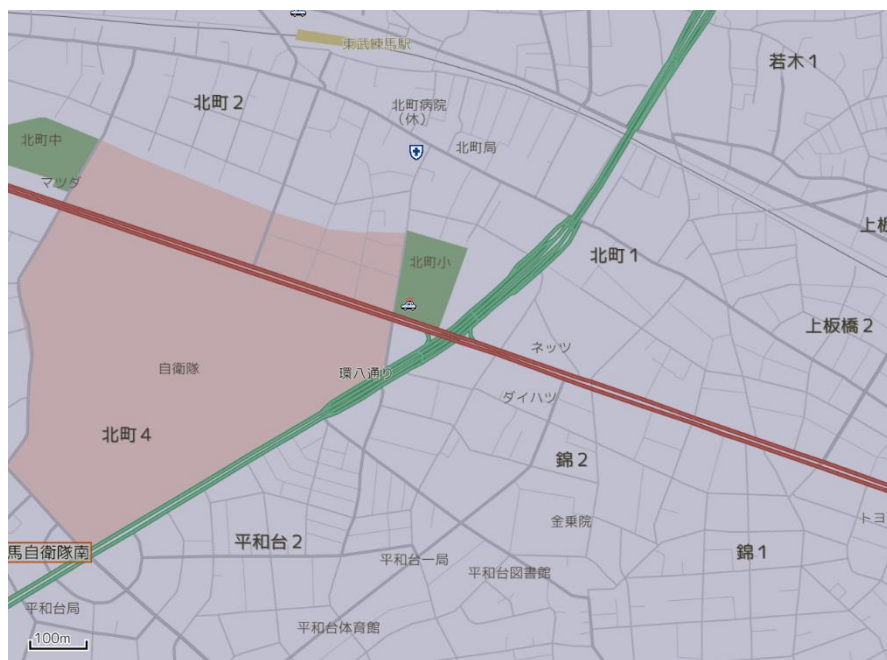 東武練馬駅
若木１
北町２
北町病院
（休）
北町中
北町局
マツダ
上板
北町１
北町小
上板橋２
ネッツ
自衛隊
環八通り
ダイハツ
北町４
錦２
金乗院
トヨ
馬自衛隊南
平和台２
錦１
平和台一局
平和台図書館
平和台局
平和台体育館
100m